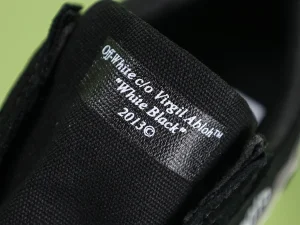 Off-White c/o Virgil Abloh™
"White Black"
2013©